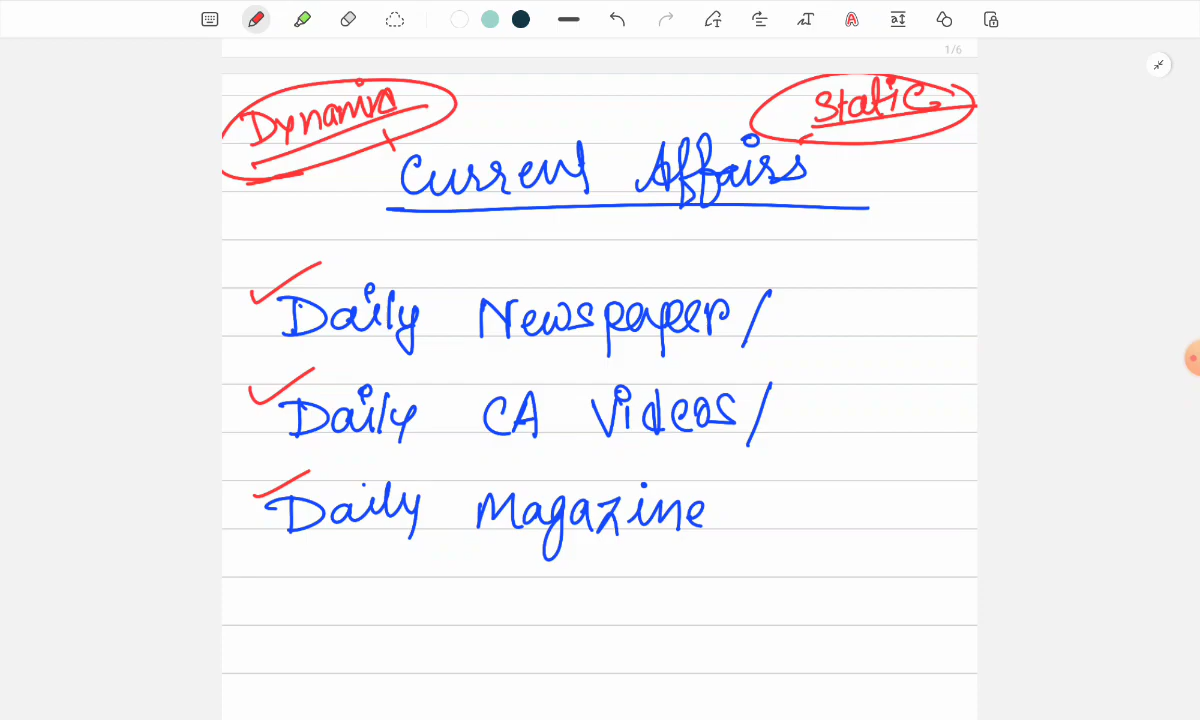 1/6
Dynamic
Static
Current Affairs
Daily Newspaper/
Daily CA Videos/
Daily Magazine